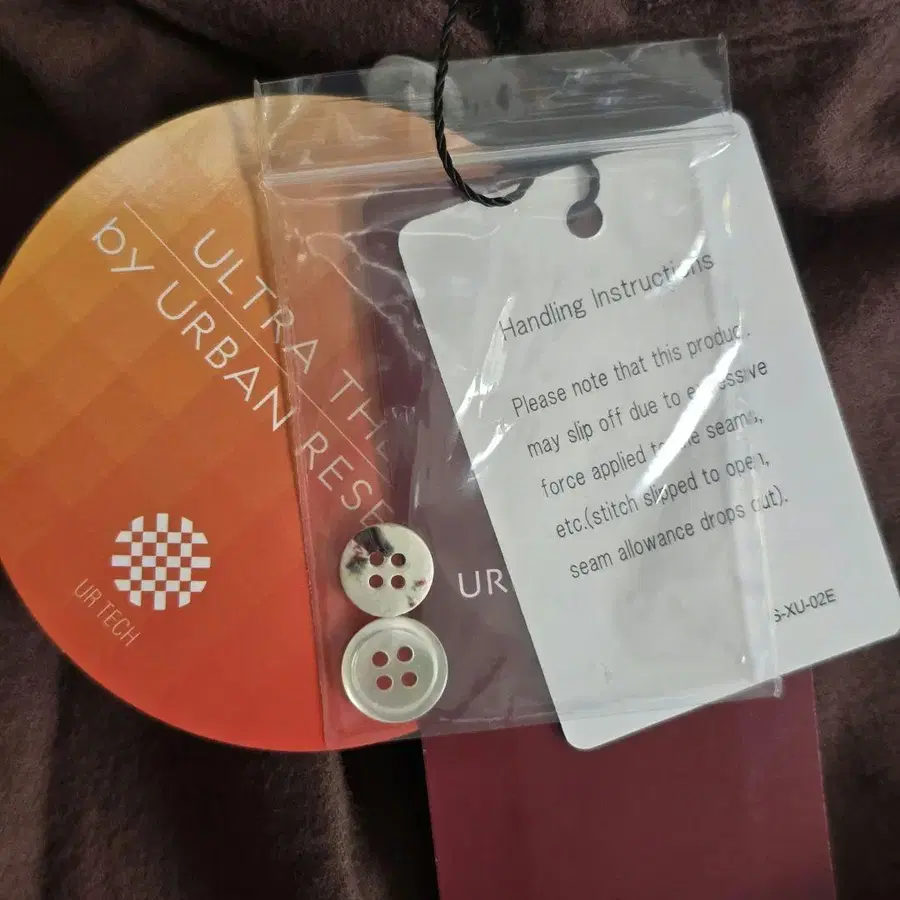 ULTRA THE
by URBAN RESE
UR TECH
UR
Handling Instructions
Please note that this produc
may slip off due to excessive
force applied to the seams,
etc.(stitch slipped to open,
seam allowance drops out).
S-XU-02E